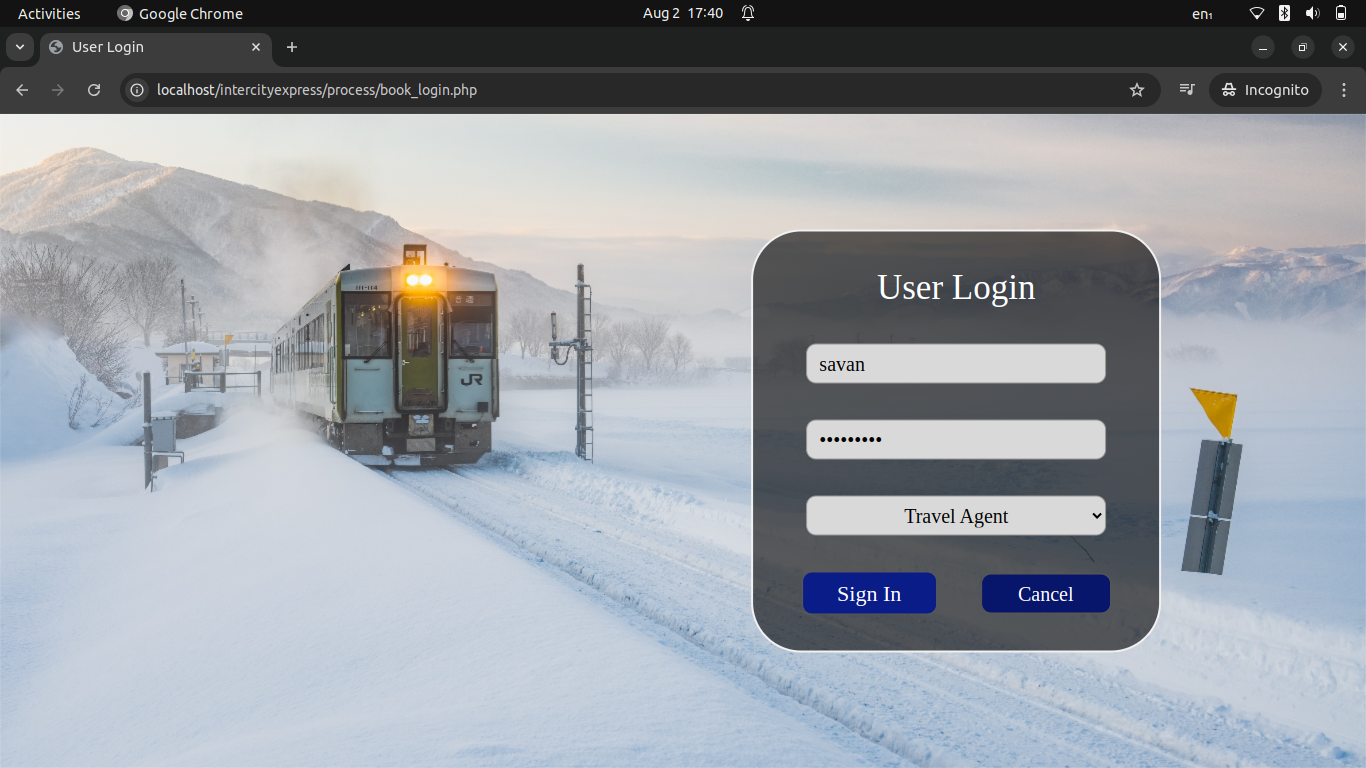 Activities Google Chrome Aug 2 17:40 en₁
User Login
localhost/intercityexpress/process/book_login.php Incognito
User Login
savan
•••••••••
Travel Agent
Sign In Cancel
JR